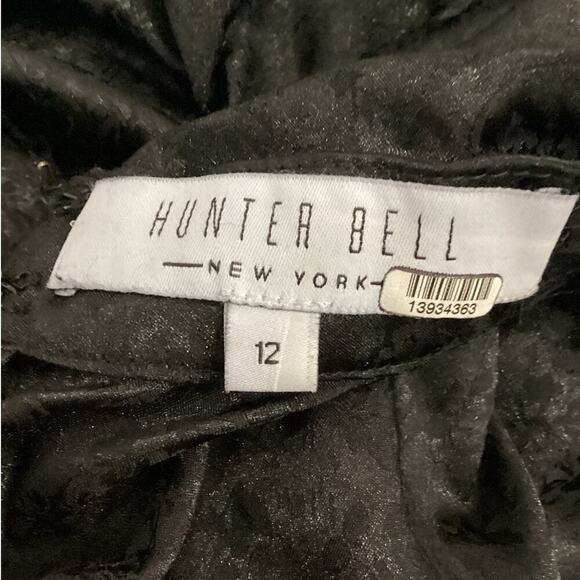 HUNTER BELL
—NEW YORK—
13934363
12